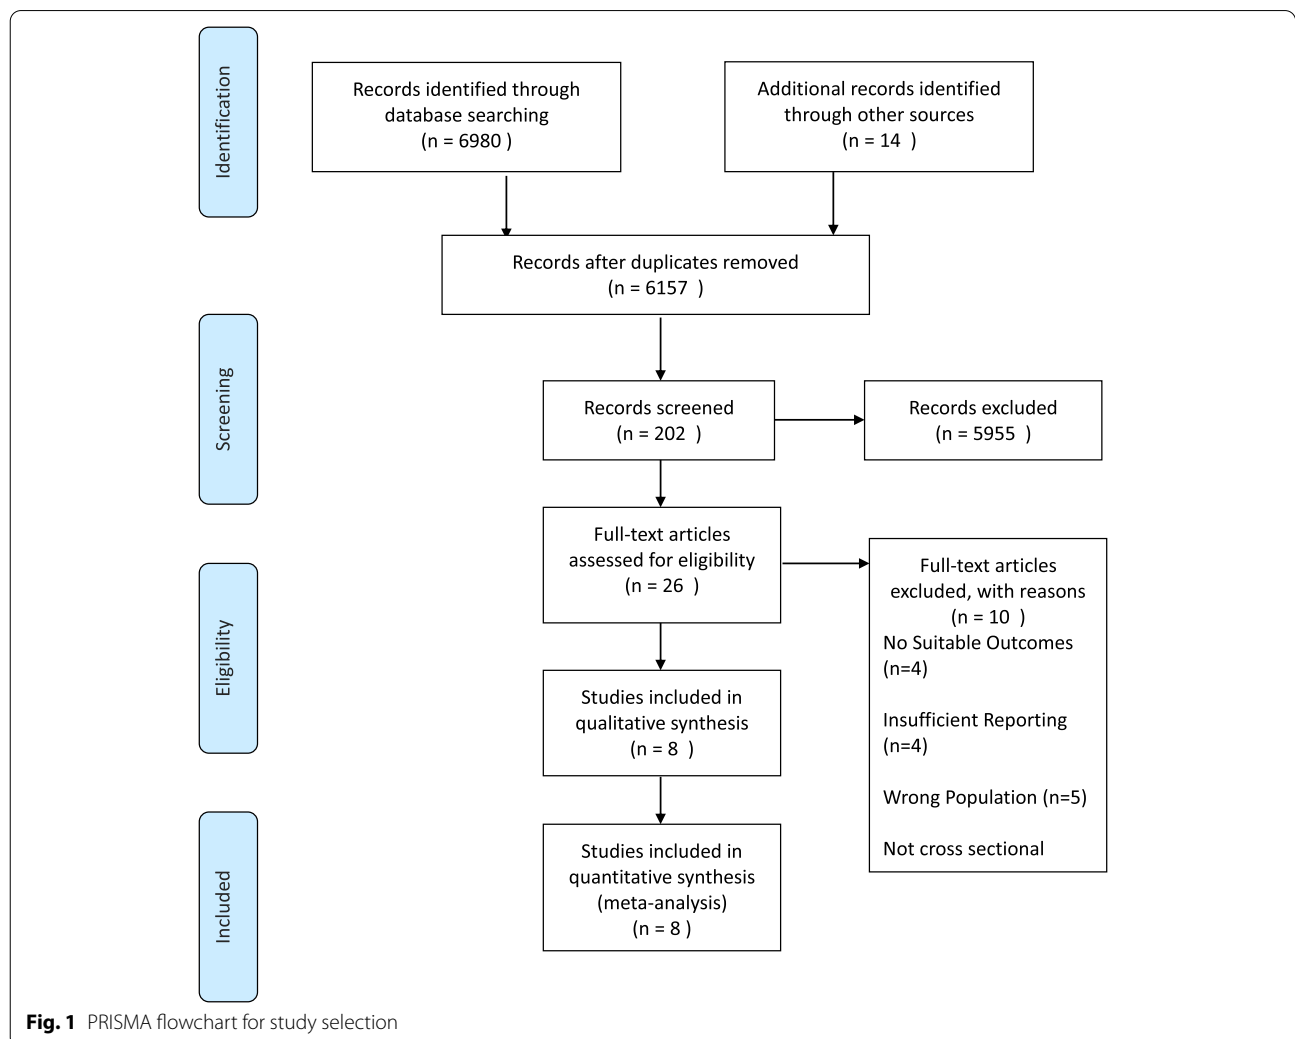 Identification
Records identified through
database searching
(n = 6980 )
Additional records identified
through other sources
(n = 14  )
Records after duplicates removed
(n = 6157  )
Screening
Records screened
(n = 202  )
Records excluded
(n = 5955  )
Full-text articles
assessed for eligibility
(n = 26  )
Full-text articles
excluded, with reasons
(n = 10  )
No Suitable Outcomes
(n=4)
Insufficient Reporting
(n=4)
Wrong Population (n=5)
Not cross sectional
Eligibility
Studies included in
qualitative synthesis
(n = 8  )
Included
Studies included in
quantitative synthesis
(meta-analysis)
(n = 8 )
Fig. 1 PRISMA flowchart for study selection